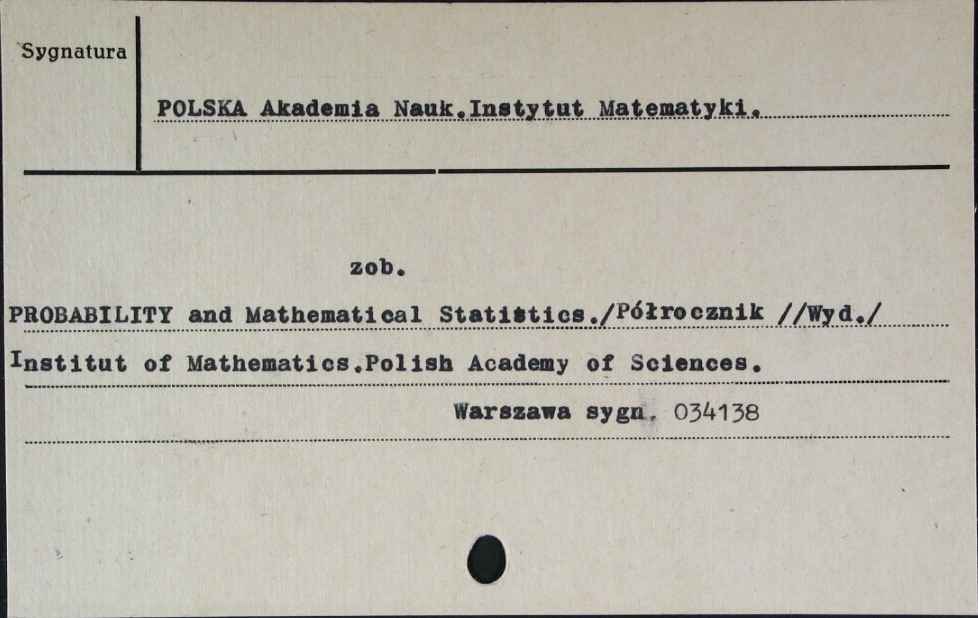 Sygnatura
POLSKA Akademia Nauk.Instytut Matematyki.
zob.
PROBABILITY and Mathematical Statistics./Półrocznik //Wyd./
Institut of Mathematics.Polish Academy of Sciences.
Warszawa sygn. 034138